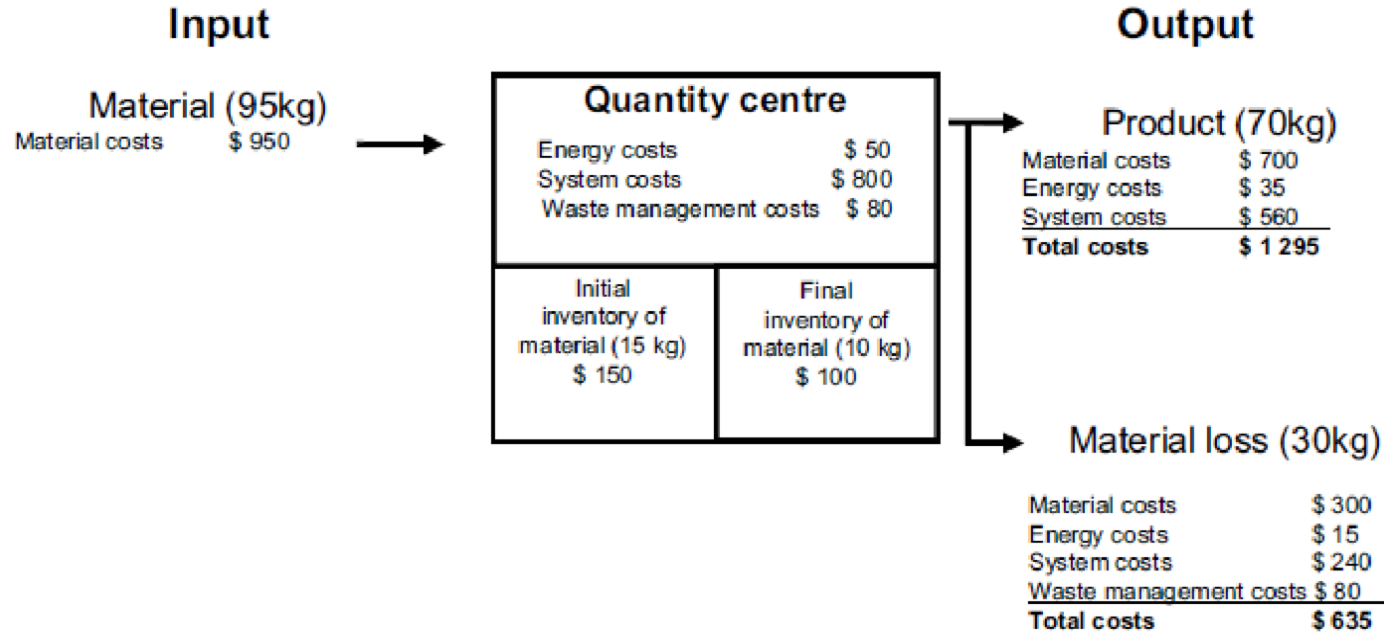 Input
Output
Material (95kg)
Material costs $ 950
Quantity centre
Energy costs $ 50
System costs $ 800
Waste management costs $ 80
Initial
inventory of
material (15 kg)
$ 150
Final
inventory of
material (10 kg)
$ 100
Product (70kg)
Material costs $ 700
Energy costs $ 35
System costs $ 560
Total costs $ 1 295
Material loss (30kg)
Material costs $ 300
Energy costs $ 15
System costs $ 240
Waste management costs $ 80
Total costs $ 635